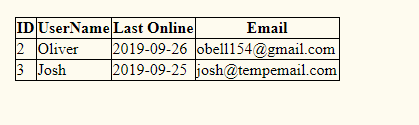 ID UserName Last Online Email
2 Oliver 2019-09-26 obell154@gmail.com
3 Josh 2019-09-25 josh@tempemail.com